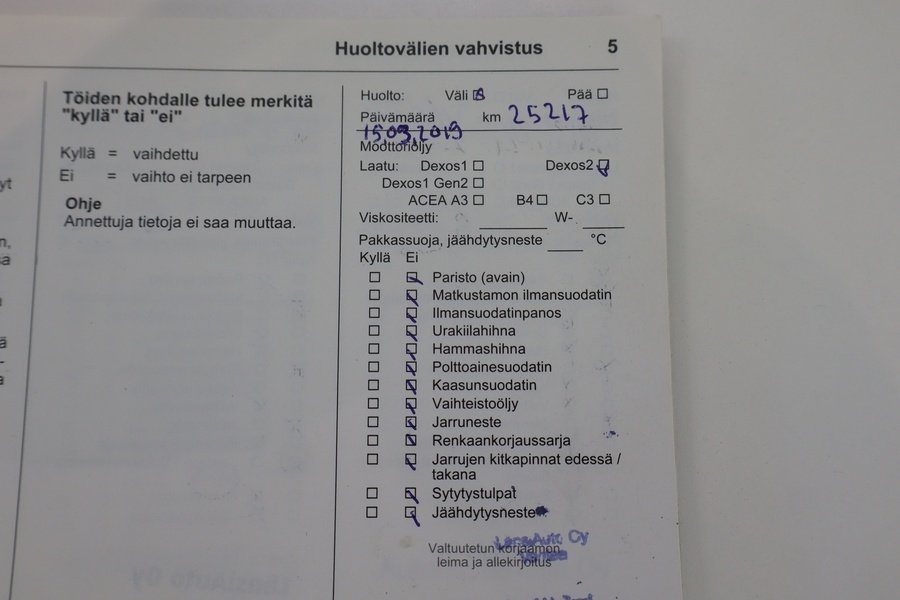 Huoltovälien vahvistus 5
Töiden kohdalle tulee merkitä
"kyllä" tai "ei"
Kyllä = vaihdettu
Ei = vaihto ei tarpeen
Ohje
Annettuja tietoja ei saa muuttaa.
Huolto: Väli Pää
Päivämäärä km 25217
15.03.2019
Moottoriöljy
Laatu: Dexos1 Dexos2
Dexos1 Gen2
ACEA A3 B4 C3
Viskositeetti: W-
Pakkassuoja, jäähdytysneste °C
Kyllä Ei
Paristo (avain)
Matkustamon ilmansuodatin
Ilmansuodatinpanos
Urakiilahihna
Hammashihna
Polttoainesuodatin
Kaasunsuodatin
Vaihteistoöljy
Jarruneste
Renkaankorjaussarja
Jarrujen kitkapinnat edessä /
takana
Sytytystulpat
Jäähdytysneste
Valtuutetun korjaamon
leima ja allekirjoitus